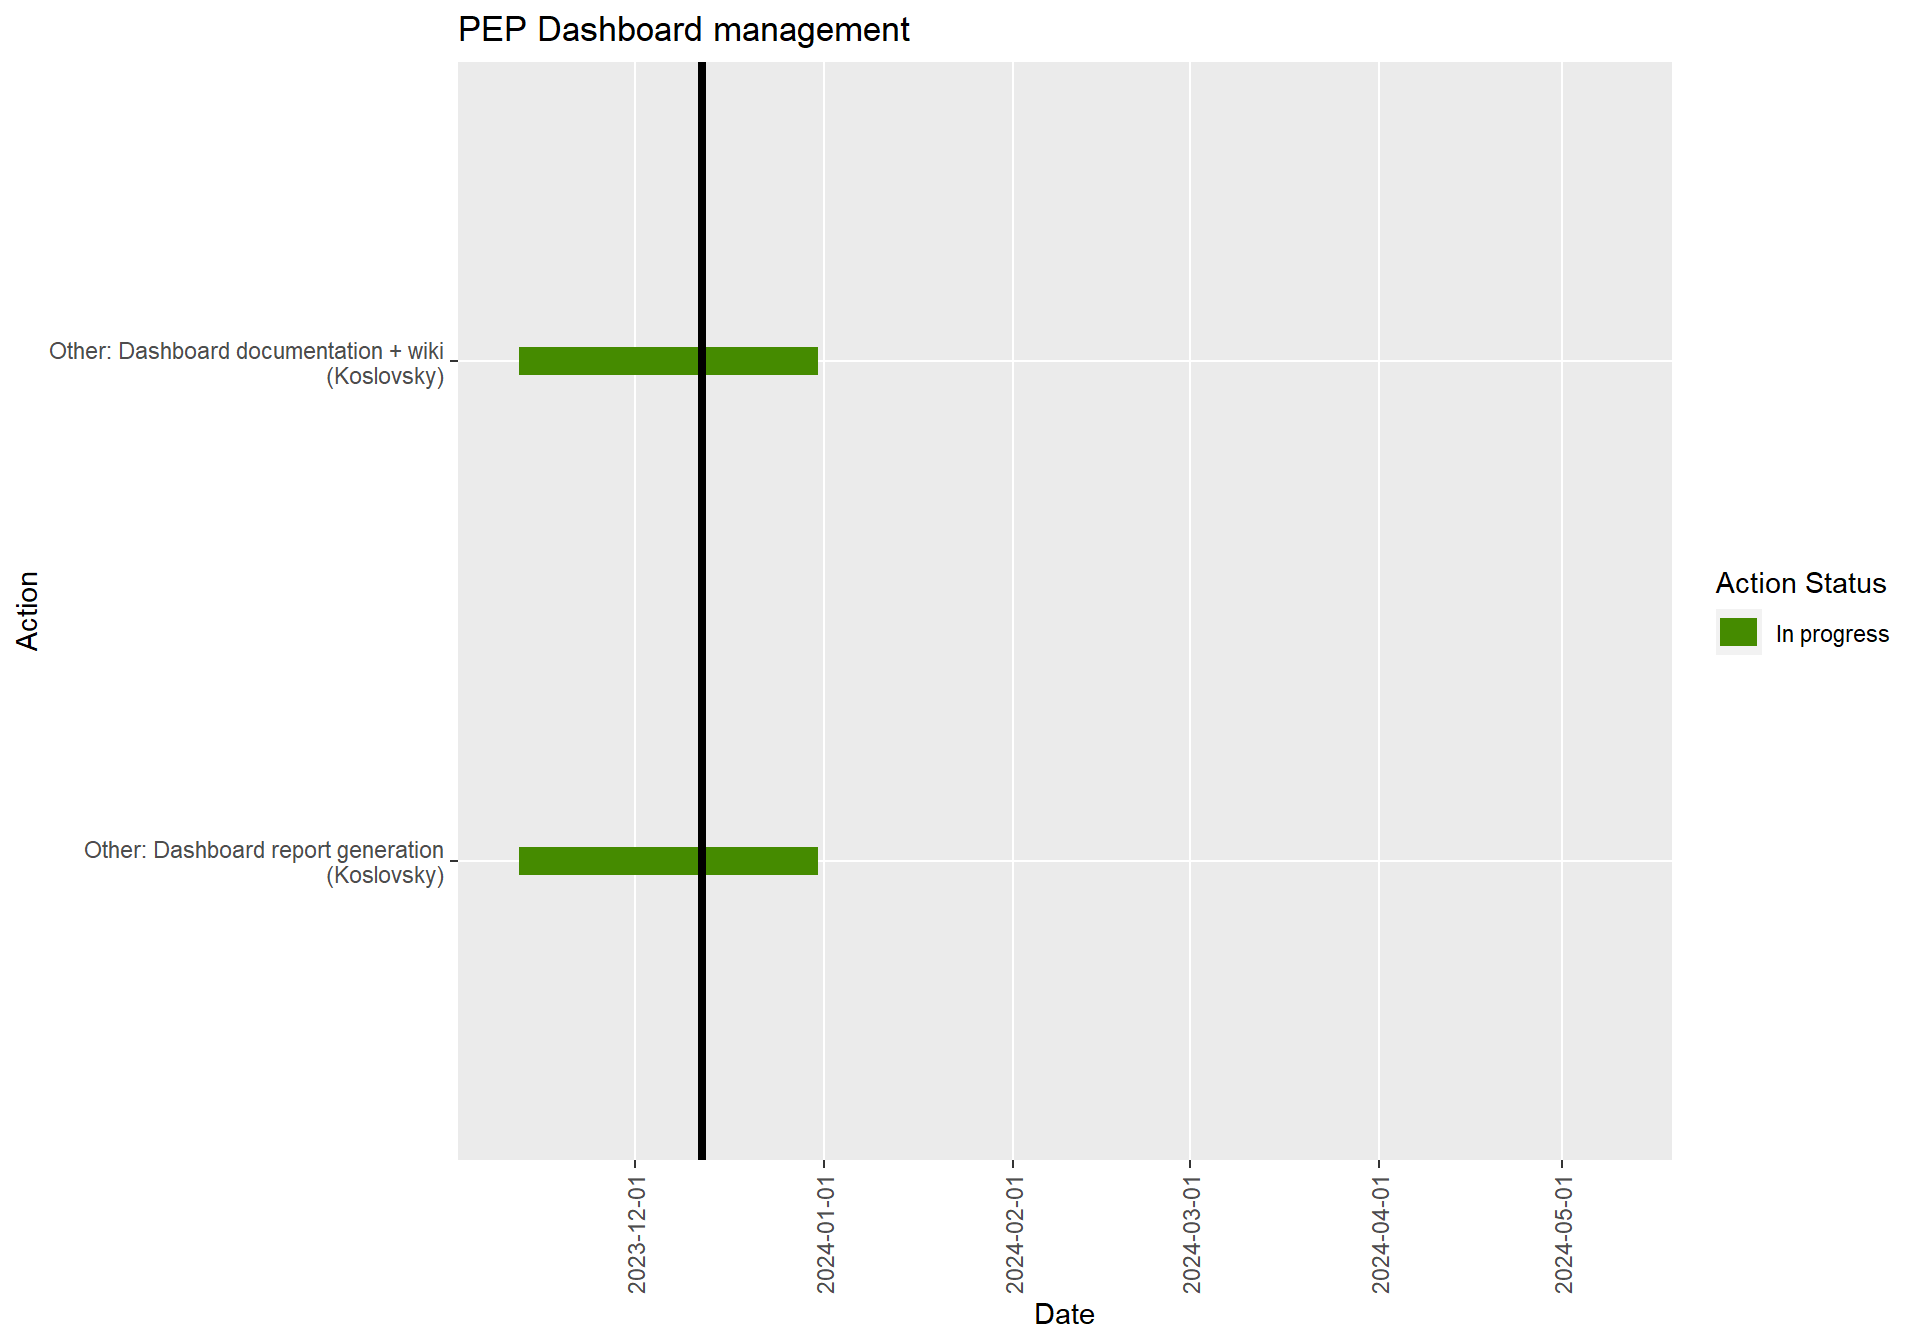 PEP Dashboard management
Action
Other: Dashboard documentation + wiki
(Koslovsky)
Other: Dashboard report generation
(Koslovsky)
2023-12-01
2024-01-01
2024-02-01
2024-03-01
2024-04-01
2024-05-01
Date
Action Status
In progress